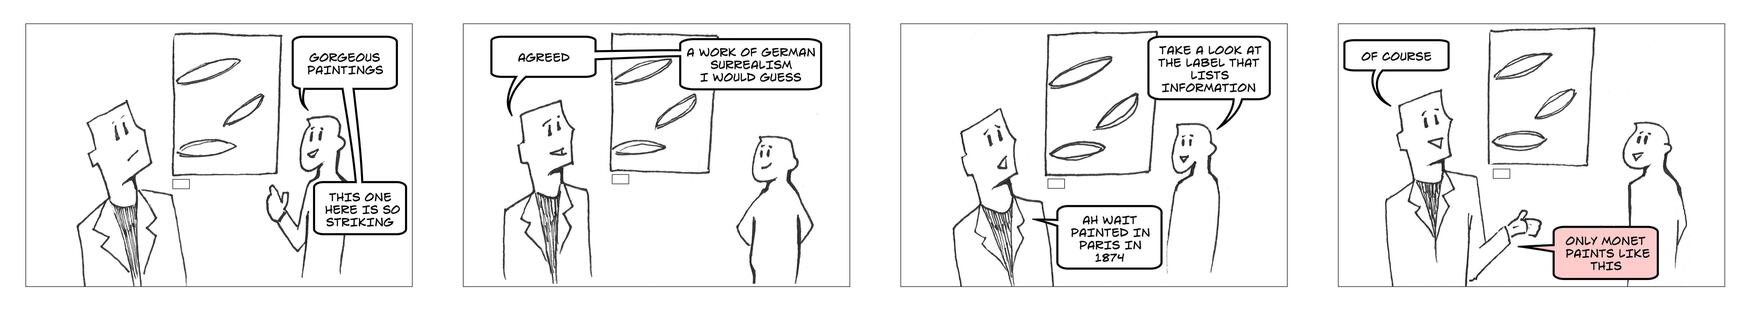 GORGEOUS
PAINTINGS
THIS ONE
HERE IS SO
STRIKING
AGREED
A WORK OF GERMAN
SURREALISM
I WOULD GUESS
TAKE A LOOK AT
THE LABEL THAT
LISTS
INFORMATION
AH WAIT
PAINTED IN
PARIS IN
1874
OF COURSE
ONLY MONET
PAINTS LIKE
THIS